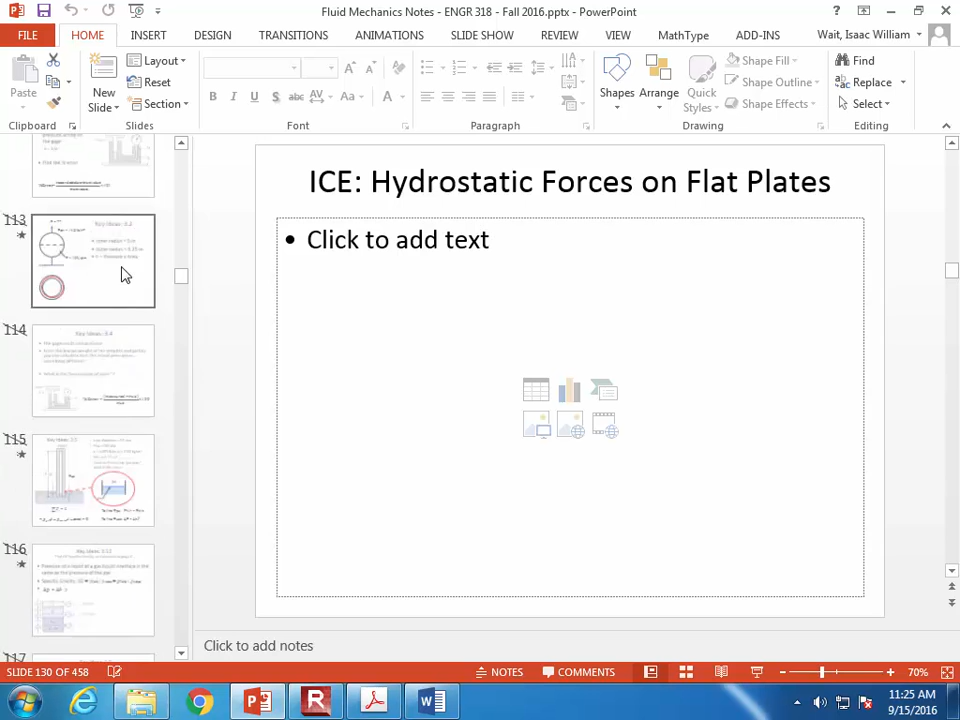 Fluid Mechanics Notes - ENGR 318 - Fall 2016.pptx - PowerPoint
FILE HOME INSERT DESIGN TRANSITIONS ANIMATIONS SLIDE SHOW REVIEW VIEW MathType ADD-INS Wait, Isaac William
Paste
New Slide
Layout
Reset
Section
Shapes
Arrange
Quick Styles
Shape Fill
Shape Outline
Shape Effects
Find
Replace
Select
Clipboard Slides Font Paragraph Drawing Editing
113
114
115
116
117
ICE: Hydrostatic Forces on Flat Plates
• Click to add text
Click to add notes
SLIDE 130 OF 458 NOTES COMMENTS 70%
11:25 AM
9/15/2016